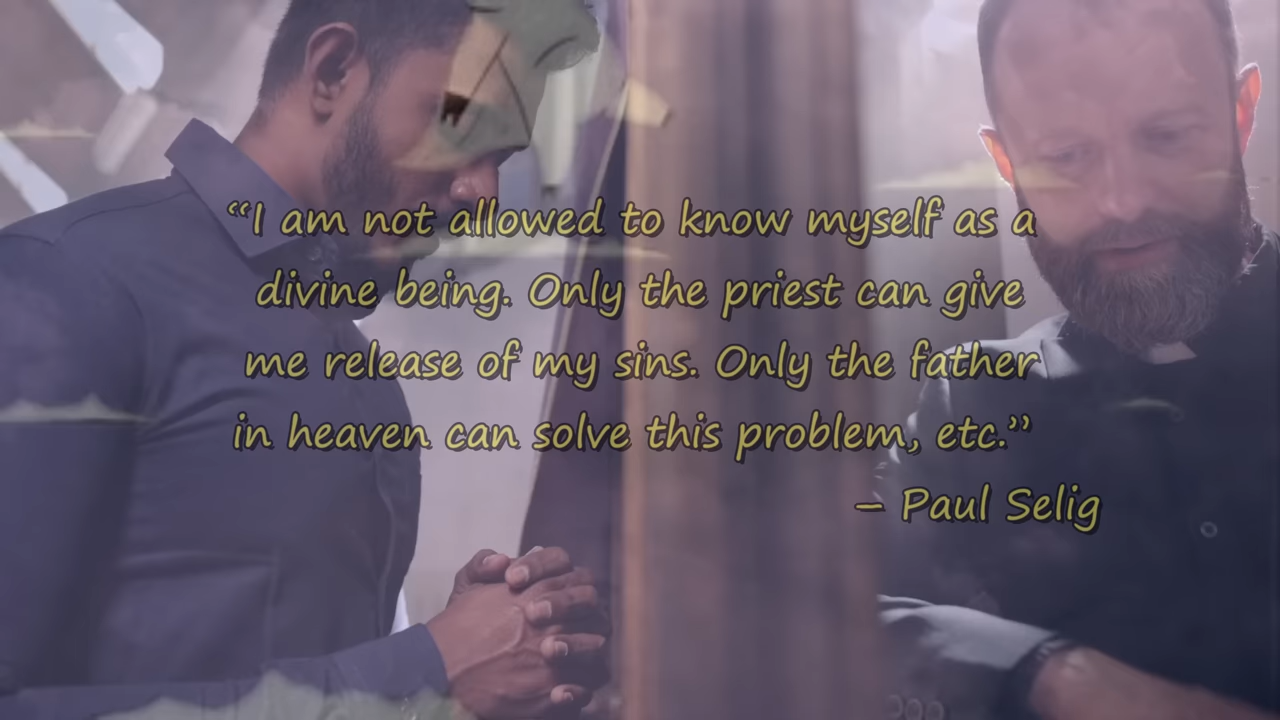 “I am not allowed to know myself as a
divine being. Only the priest can give
me release of my sins. Only the father
in heaven can solve this problem, etc.”
– Paul Selig